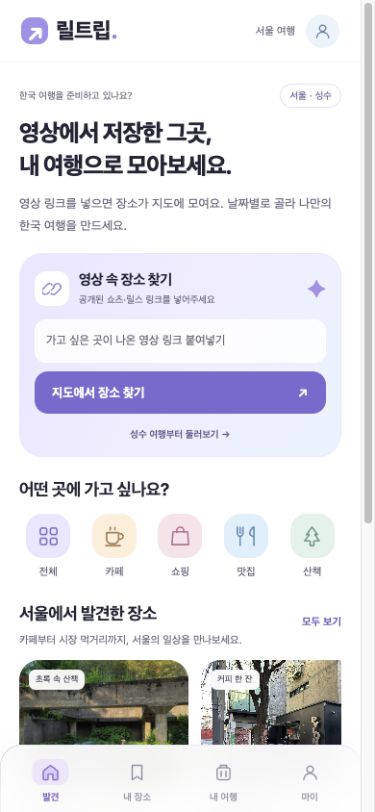 릴트립.
서울 여행
한국 여행을 준비하고 있나요?
서울 · 성수
영상에서 저장한 그곳,
내 여행으로 모아보세요.
영상 링크를 넣으면 장소가 지도에 모여요. 날짜별로 골라 나만의
한국 여행을 만드세요.
영상 속 장소 찾기
공개된 쇼츠·릴스 링크를 넣어주세요
가고 싶은 곳이 나온 영상 링크 붙여넣기
지도에서 장소 찾기 ↗
성수 여행부터 둘러보기 →
어떤 곳에 가고 싶나요?
전체
카페
쇼핑
맛집
산책
서울에서 발견한 장소
모두 보기
카페부터 시장 먹거리까지, 서울의 일상을 만나보세요.
초록 속 산책
커피 한 잔
발견
내 장소
내 여행
마이